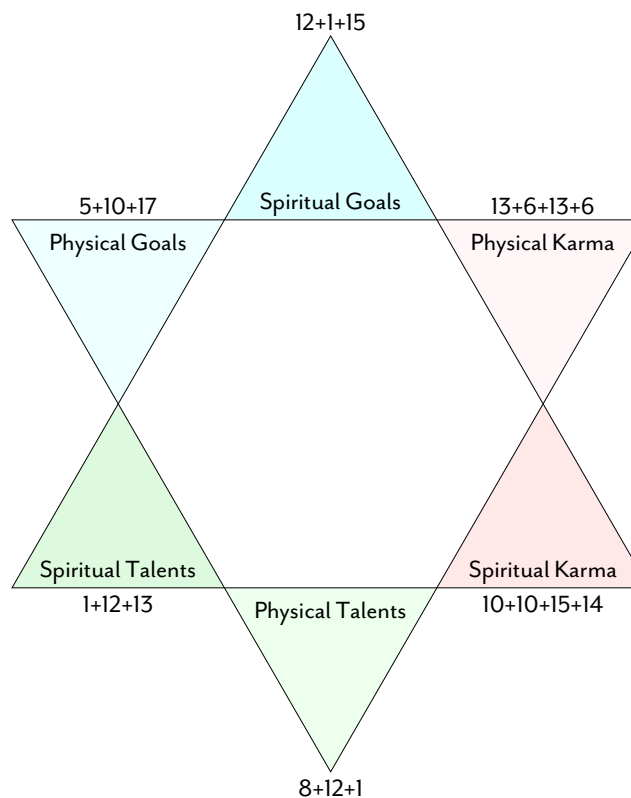 12+1+15
Spiritual Goals
5+10+17
13+6+13+6
Physical Goals
Physical Karma
Spiritual Talents
Spiritual Karma
1+12+13
Physical Talents
10+10+15+14
8+12+1